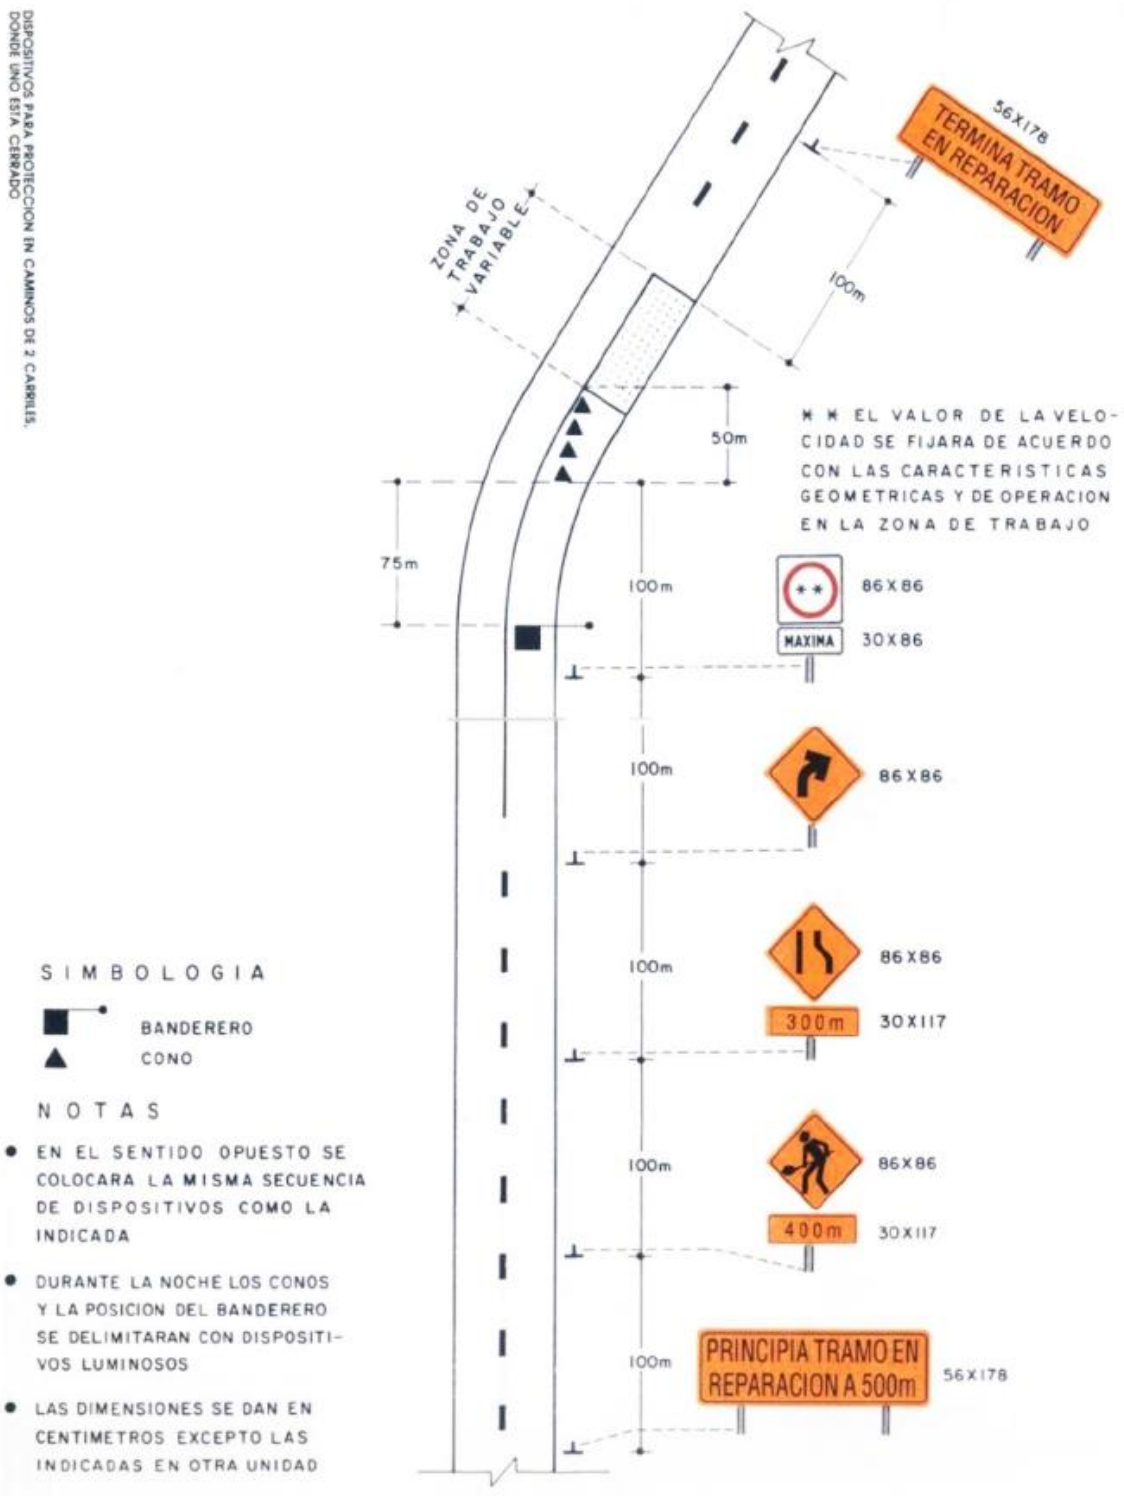 DISPOSITIVOS PARA PROTECCION EN CAMINOS DE 2 CARRILES,
DONDE UNO ESTA CERRADO
56X178
TERMINA TRAMO
EN REPARACION
ZONA DE
TRABAJO
VARIABLE
100m
50m
** EL VALOR DE LA VELO-
CIDAD SE FIJARA DE ACUERDO
CON LAS CARACTERISTICAS
GEOMETRICAS Y DE OPERACION
EN LA ZONA DE TRABAJO
75m
100m
**
86X86
MAXIMA
30X86
100m
86X86
100m
86X86
300m
30X117
100m
86X86
400m
30X117
100m
PRINCIPIA TRAMO EN
REPARACION A 500m
56X178
SIMBOLOGIA
BANDERERO
CONO
NOTAS
● EN EL SENTIDO OPUESTO SE
COLOCARA LA MISMA SECUENCIA
DE DISPOSITIVOS COMO LA
INDICADA
● DURANTE LA NOCHE LOS CONOS
Y LA POSICION DEL BANDERERO
SE DELIMITARAN CON DISPOSITI-
VOS LUMINOSOS
● LAS DIMENSIONES SE DAN EN
CENTIMETROS EXCEPTO LAS
INDICADAS EN OTRA UNIDAD